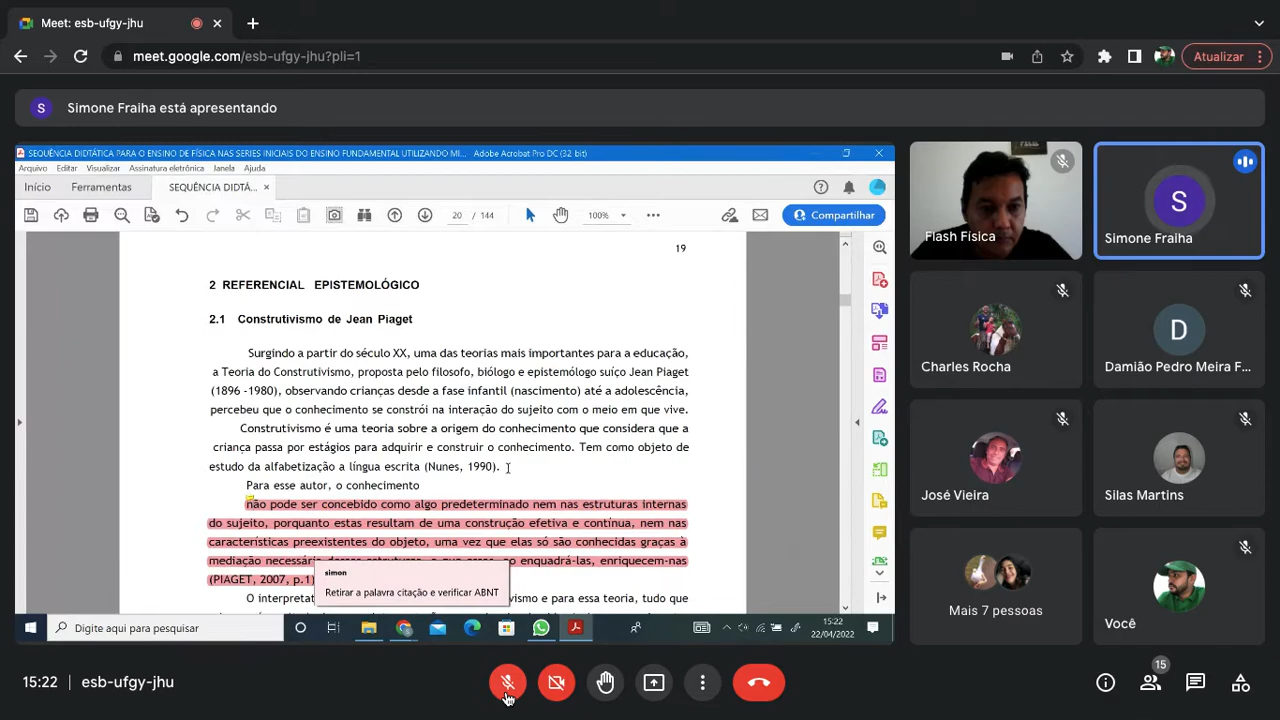 Meet: esb-ufgy-jhu
meet.google.com/esb-ufgy-jhu?pli=1
Atualizar
S Simone Fraiha está apresentando
SEQUÊNCIA DIDTÁTICA PARA O ENSINO DE FÍSICA NAS SERIES INICIAIS DO ENSINO FUNDAMENTAL UTILIZANDO MI... - Adobe Acrobat Pro DC (32 bit)
Arquivo Editar Visualizar Assinatura eletrônica Janela Ajuda
Início Ferramentas SEQUÊNCIA DIDTÁ... ×
20 / 144 100% Compartilhar
19
2 REFERENCIAL EPISTEMOLÓGICO
2.1 Construtivismo de Jean Piaget
Surgindo a partir do século XX, uma das teorias mais importantes para a educação,
a Teoria do Construtivismo, proposta pelo filosofo, biólogo e epistemólogo suíço Jean Piaget
(1896 -1980), observando crianças desde a fase infantil (nascimento) até a adolescência,
percebeu que o conhecimento se constrói na interação do sujeito com o meio em que vive.
Construtivismo é uma teoria sobre a origem do conhecimento que considera que a
criança passa por estágios para adquirir e construir o conhecimento. Tem como objeto de
estudo da alfabetização a língua escrita (Nunes, 1990).
Para esse autor, o conhecimento
não pode ser concebido como algo predeterminado nem nas estruturas internas
do sujeito, porquanto estas resultam de uma construção efetiva e contínua, nem nas
características preexistentes do objeto, uma vez que elas só são conhecidas graças à
mediação necessária enquadrá-las, enriquecem-nas
(PIAGET, 2007, p.1)
simon
Retirar a palavra citação e verificar ABNT
O interpretat vismo e para essa teoria, tudo que
Digite aqui para pesquisar
15:22
22/04/2022
Flash Física
S
Simone Fraiha
Charles Rocha
D
Damião Pedro Meira F...
José Vieira
Silas Martins
Mais 7 pessoas
Você
15:22 | esb-ufgy-jhu
15